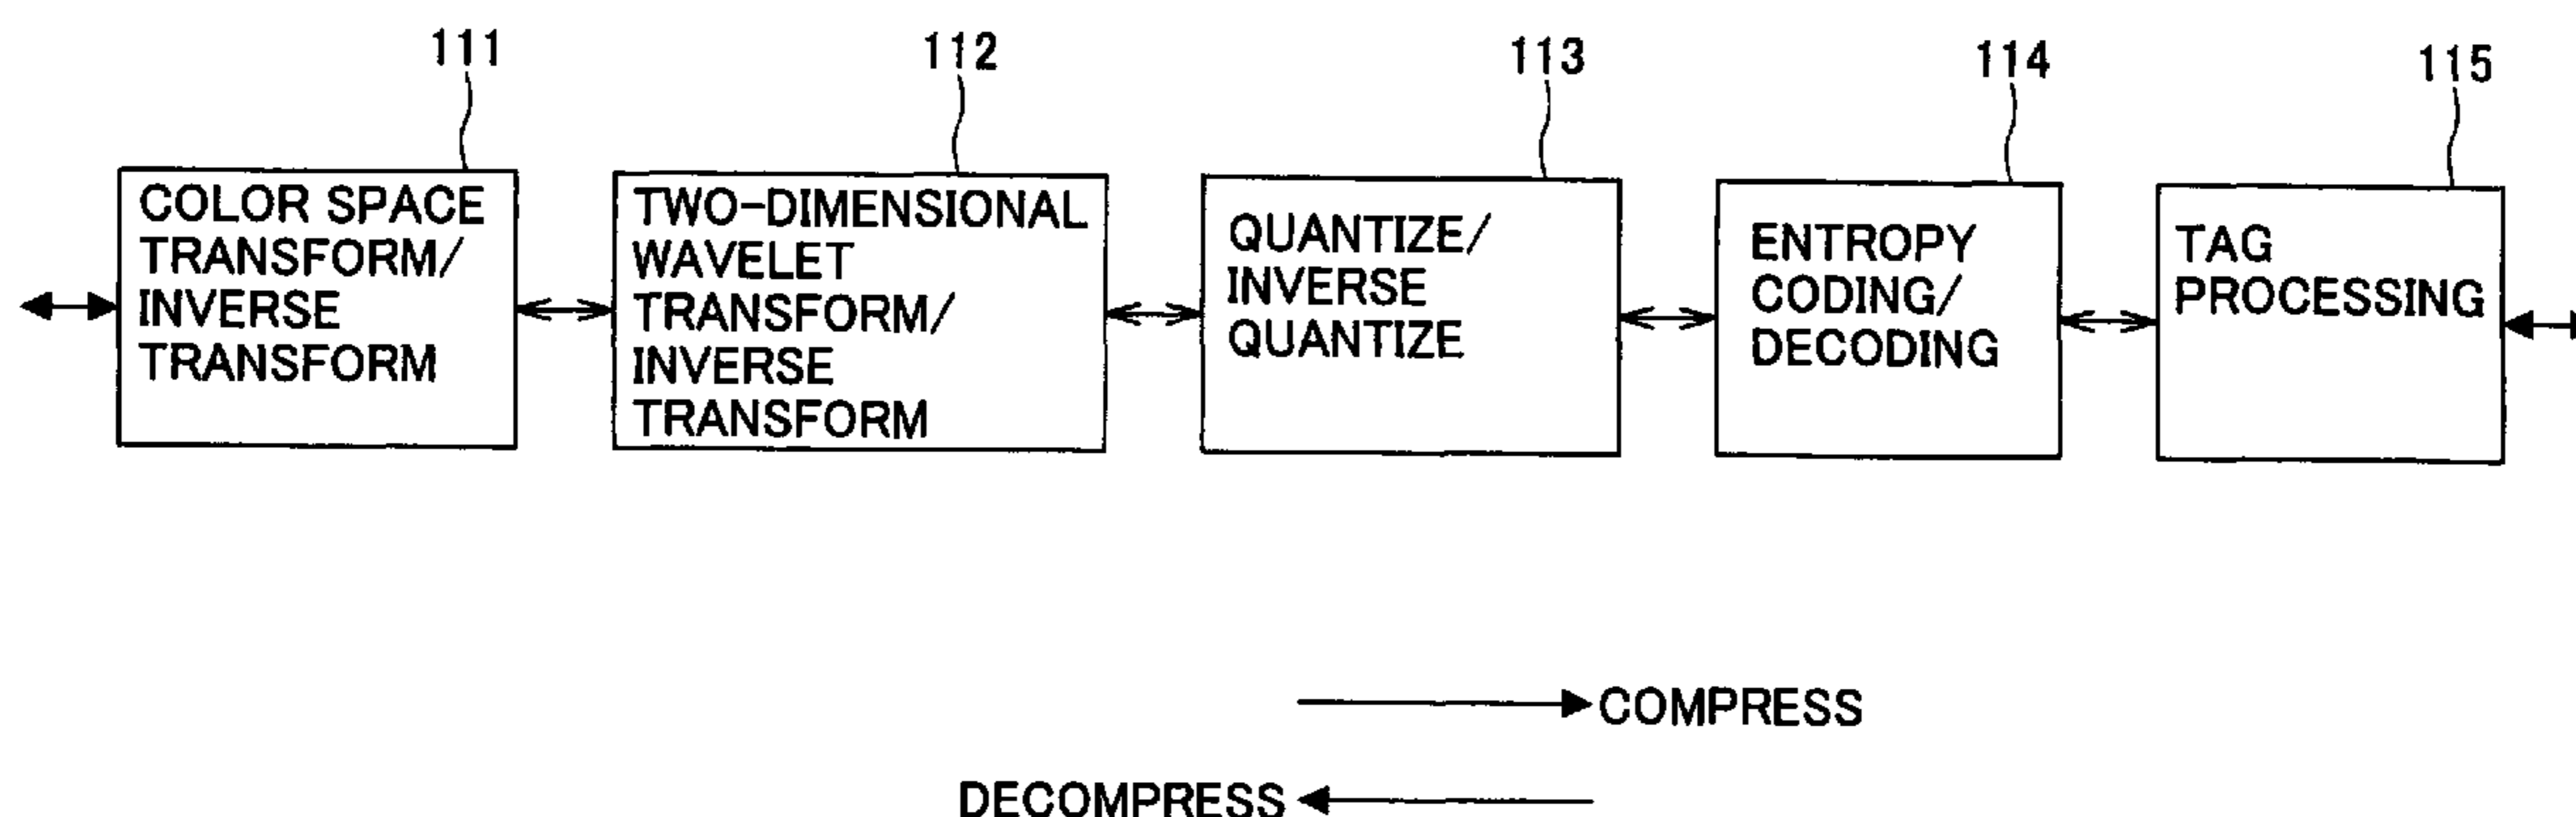 111
112
113
114
115
COLOR SPACE
TRANSFORM/
INVERSE
TRANSFORM
TWO-DIMENSIONAL
WAVELET
TRANSFORM/
INVERSE
TRANSFORM
QUANTIZE/
INVERSE
QUANTIZE
ENTROPY
CODING/
DECODING
TAG
PROCESSING
COMPRESS
DECOMPRESS